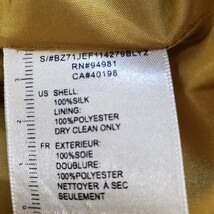 S/#BZ71JEF114279BLYZ
RN#94981
CA#40198
US SHELL:
100%SILK
LINING:
100%POLYESTER
DRY CLEAN ONLY
FR EXTÉRIEUR:
100%SOIE
DOUBLURE:
100%POLYESTER
NETTOYER À SEC
SEULEMENT